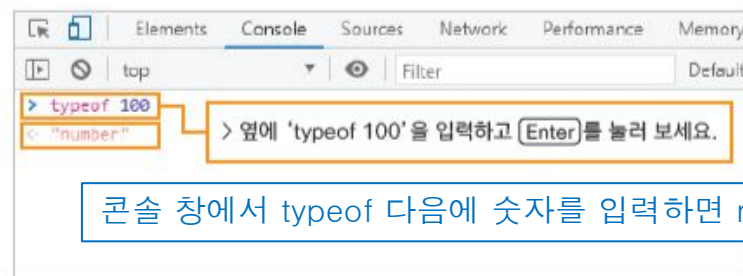 Elements Console Sources Network Performance Memory
top Filter Default
> typeof 100
"number"
> 옆에 'typeof 100'을 입력하고 Enter를 눌러 보세요.
콘솔 창에서 typeof 다음에 숫자를 입력하면